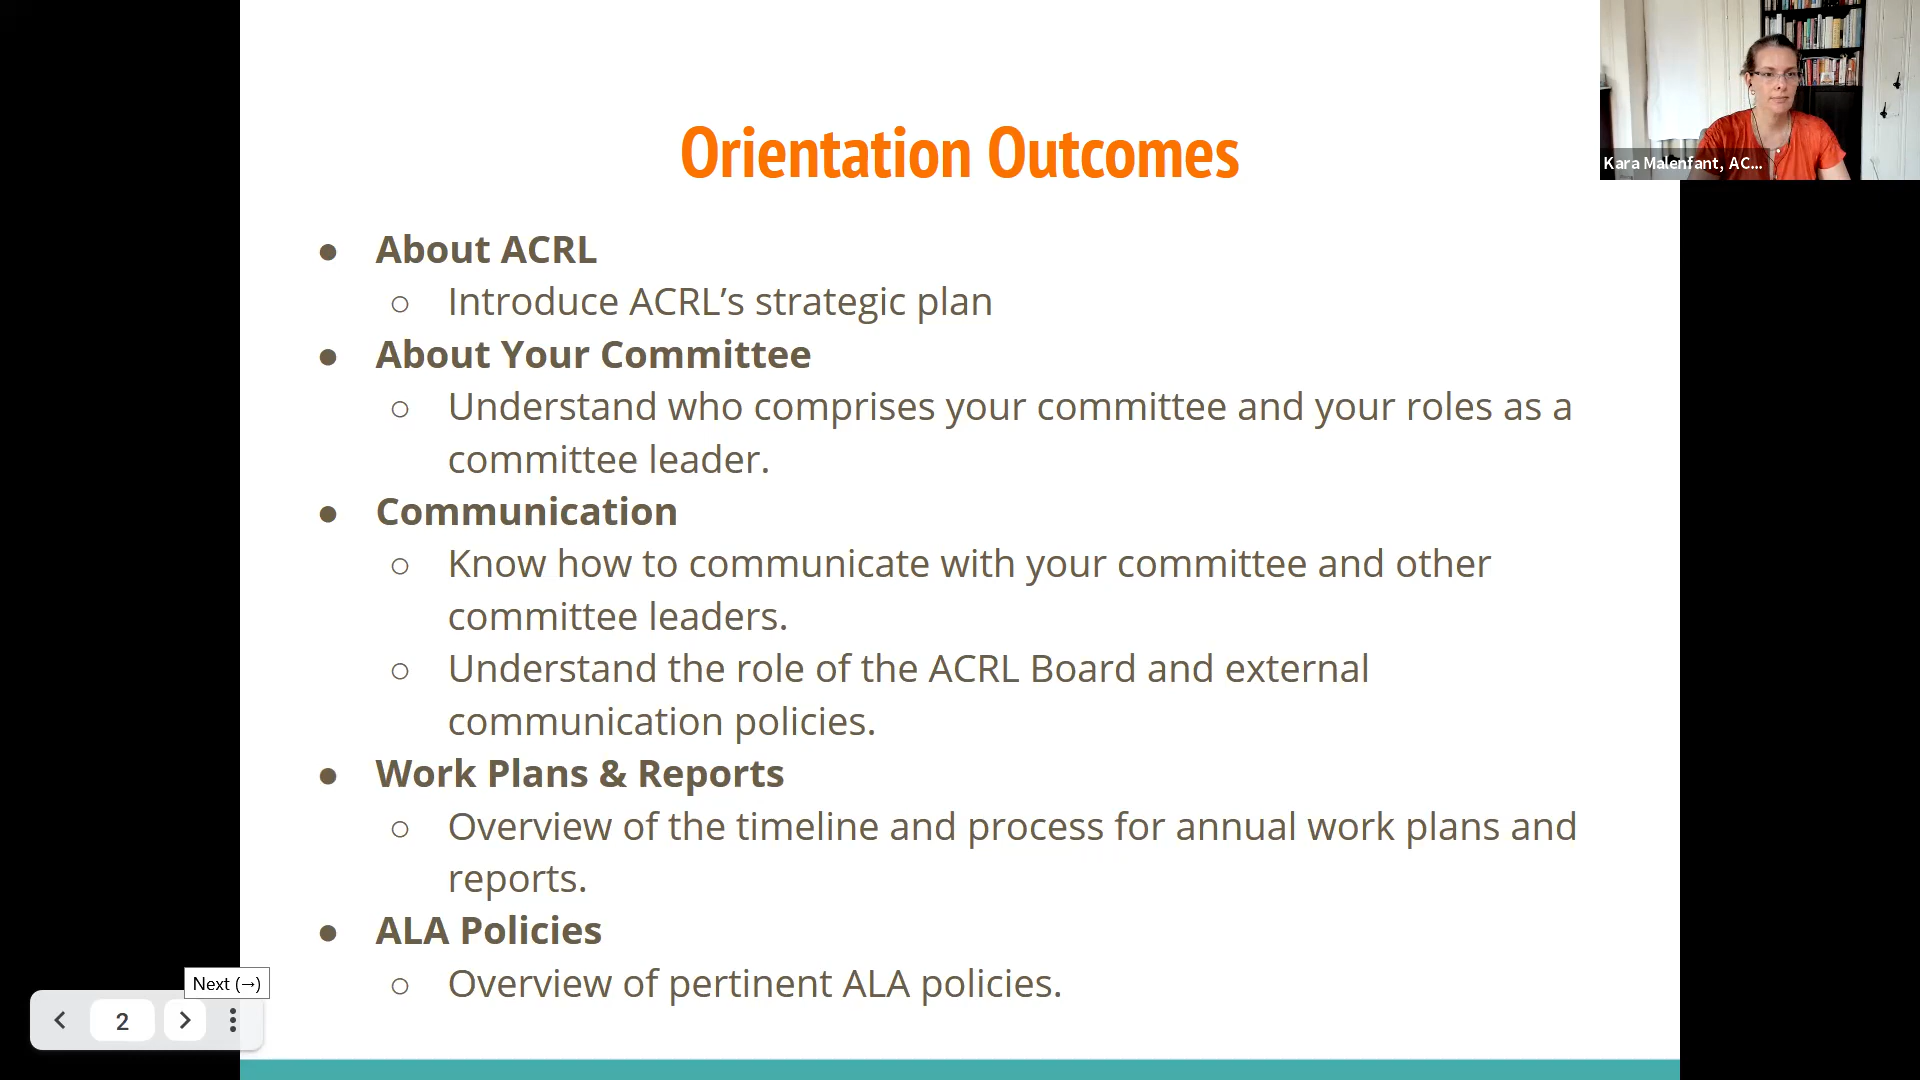 Orientation Outcomes
Kara Malenfant, AC...
● About ACRL
○ Introduce ACRL’s strategic plan
● About Your Committee
○ Understand who comprises your committee and your roles as a
committee leader.
● Communication
○ Know how to communicate with your committee and other
committee leaders.
○ Understand the role of the ACRL Board and external
communication policies.
● Work Plans & Reports
○ Overview of the timeline and process for annual work plans and
reports.
● ALA Policies
○ Overview of pertinent ALA policies.
Next (→)
2